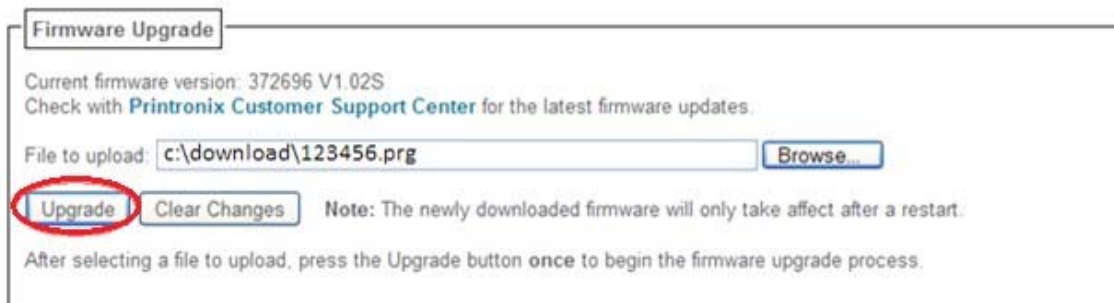 Firmware Upgrade
Current firmware version: 372696 V1.02S
Check with Printronix Customer Support Center for the latest firmware updates.
File to upload: c:\download\123456.prg Browse...
Upgrade Clear Changes Note: The newly downloaded firmware will only take affect after a restart.
After selecting a file to upload, press the Upgrade button once to begin the firmware upgrade process.